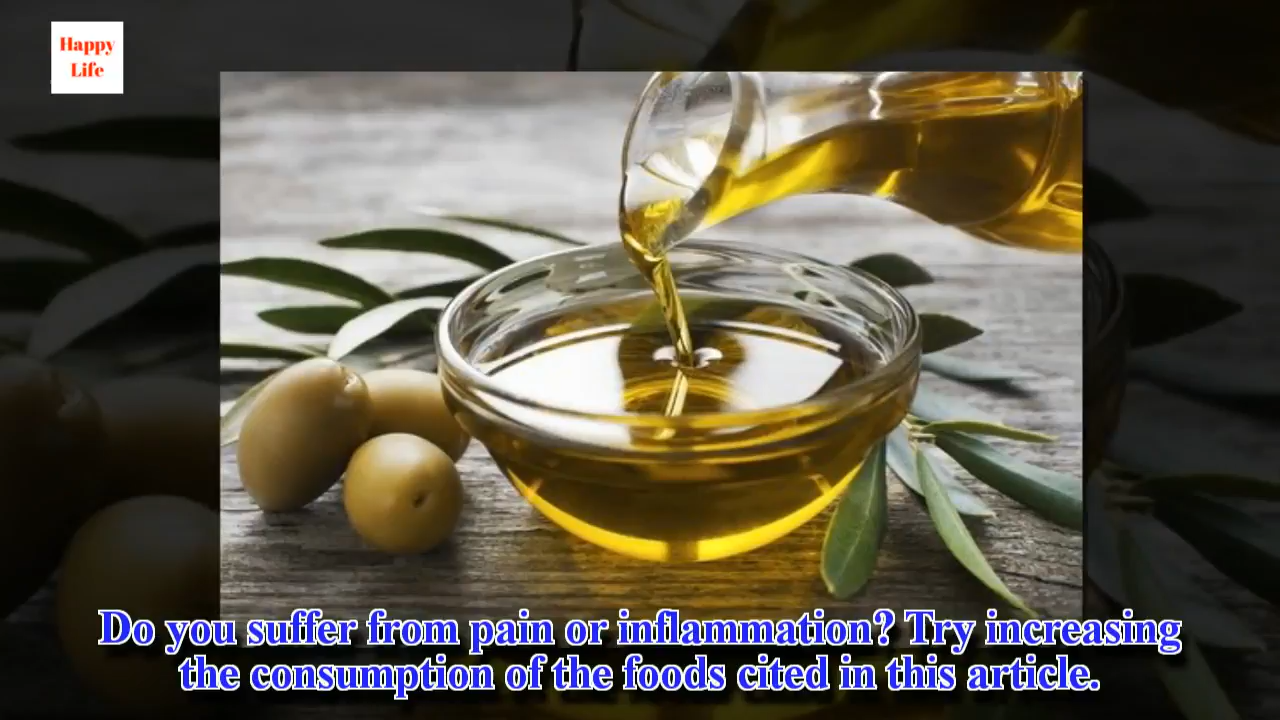 Happy
Life
Do you suffer from pain or inflammation? Try increasing
the consumption of the foods cited in this article.